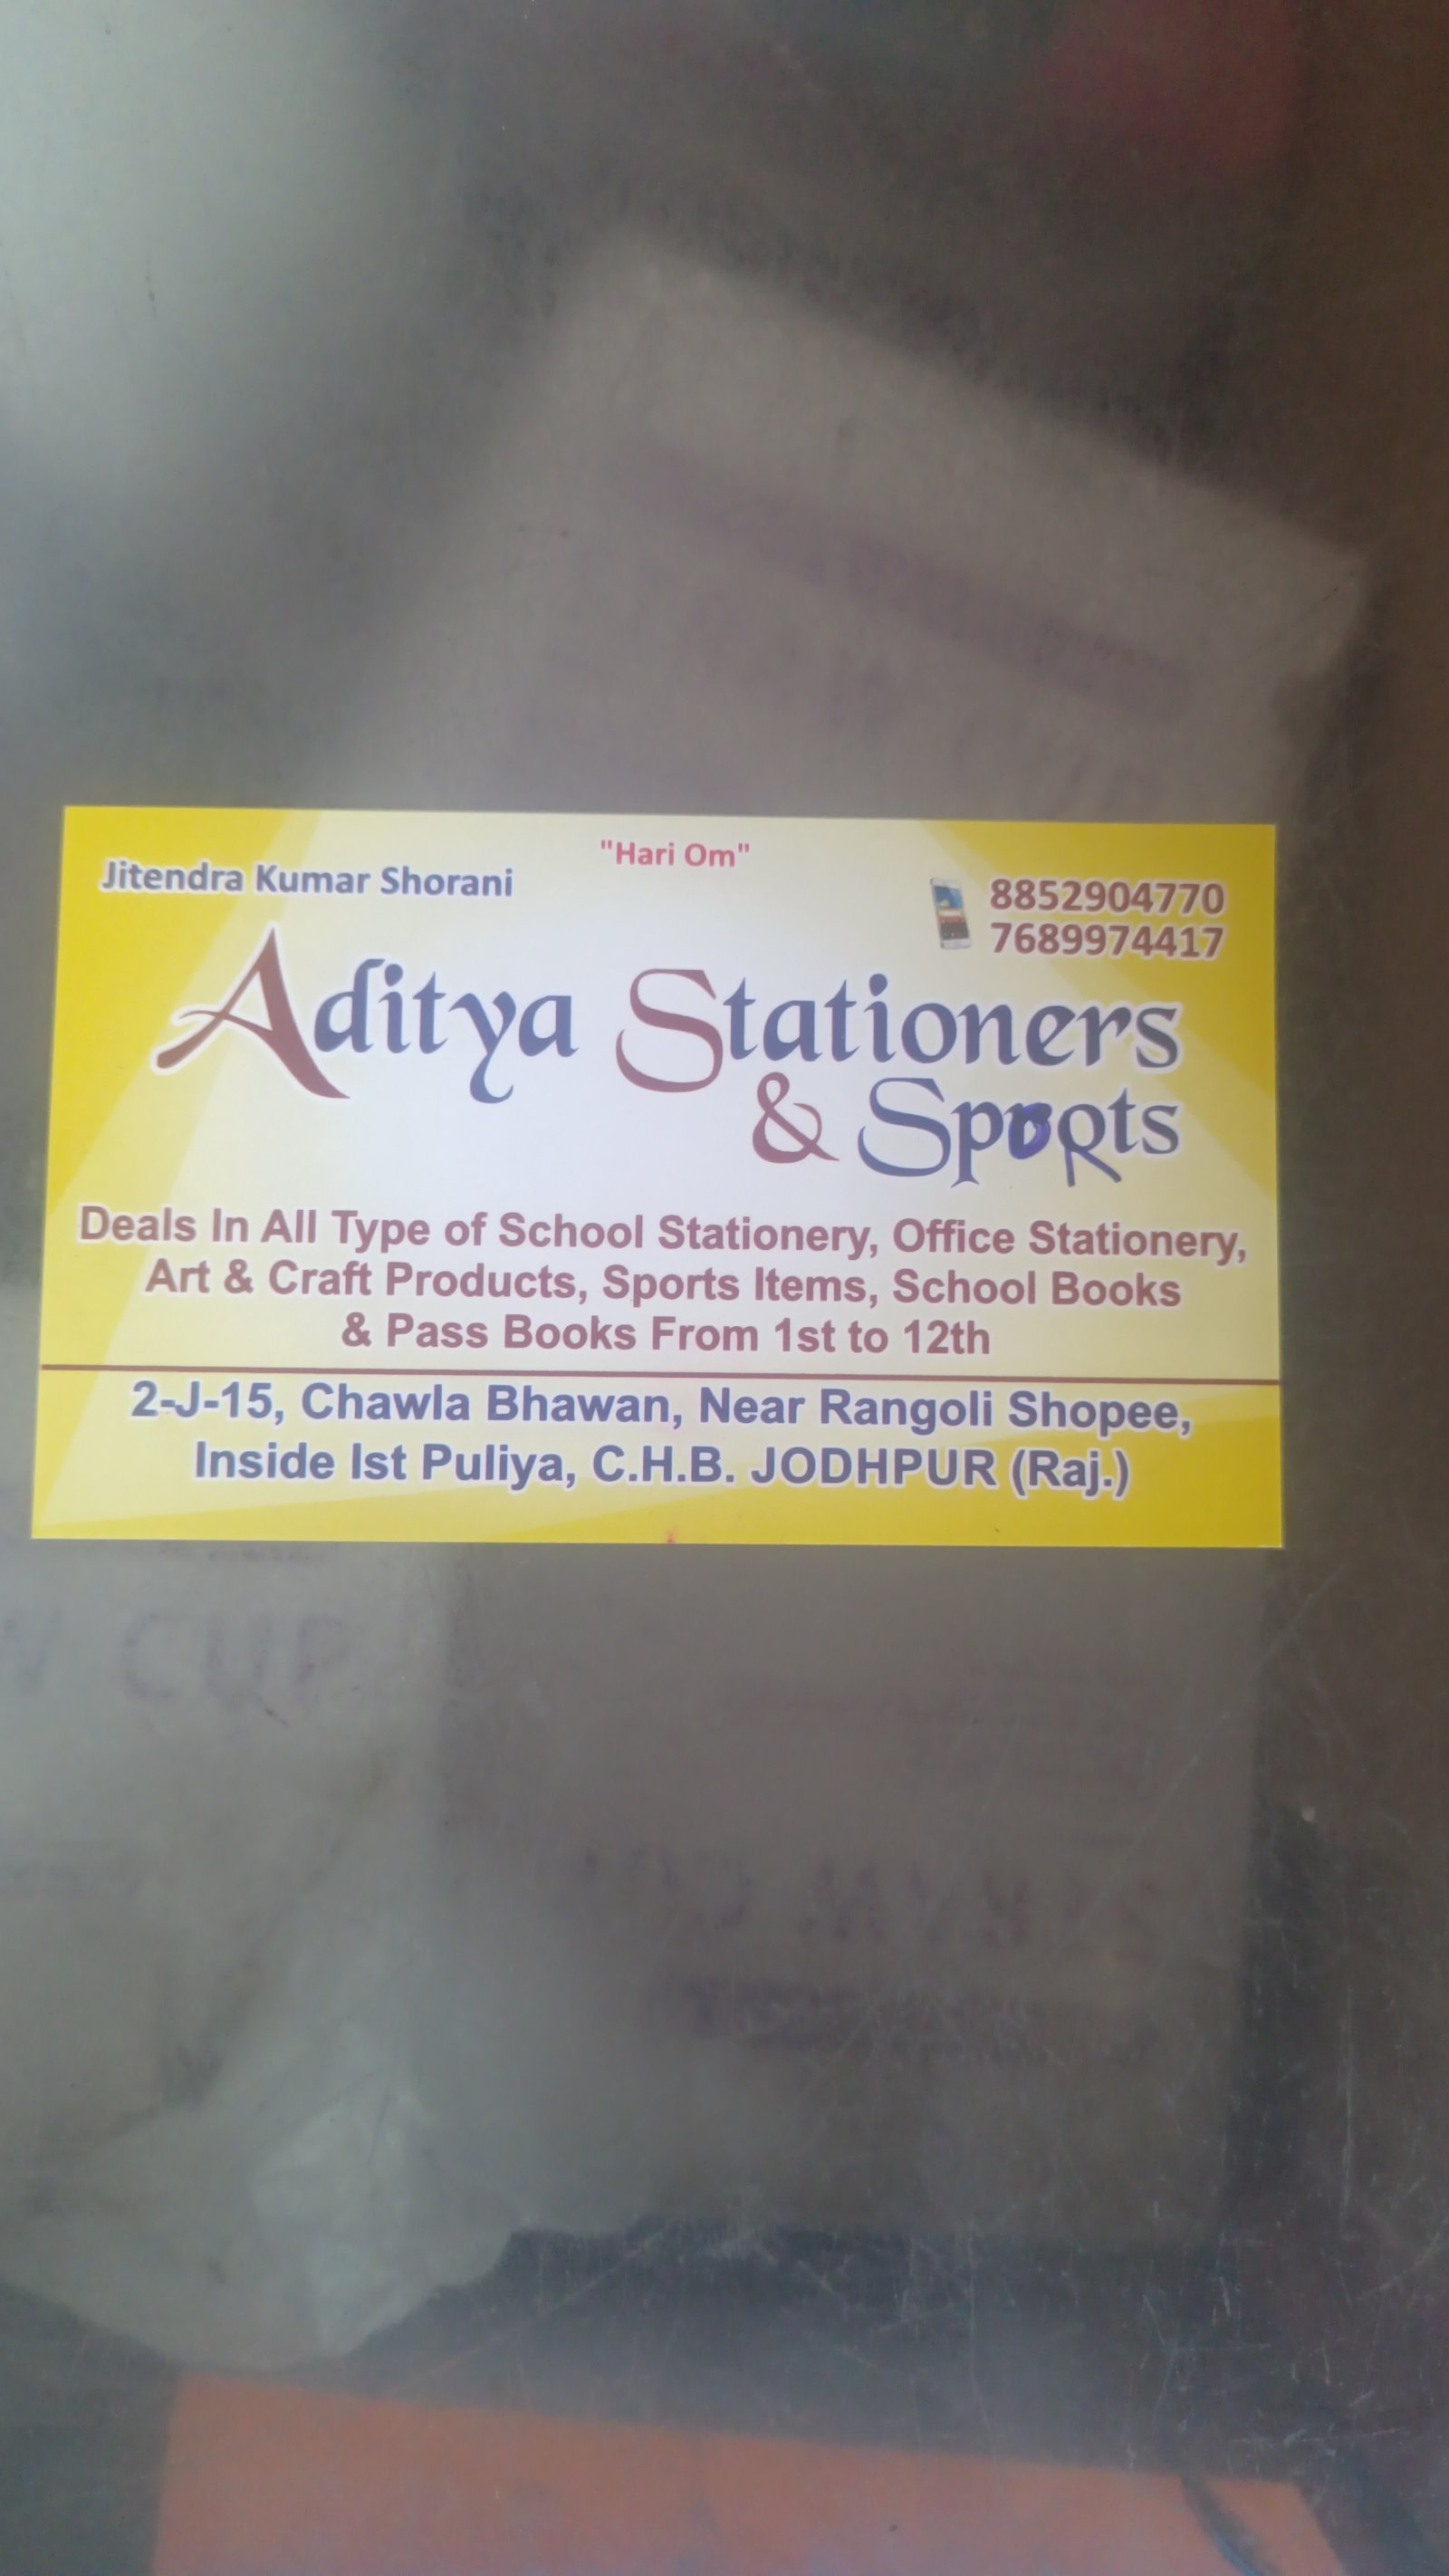 "Hari Om"
Jitendra Kumar Shorani
8852904770
7689974417
Aditya Stationers
& Sports
Deals In All Type of School Stationery, Office Stationery,
Art & Craft Products, Sports Items, School Books
& Pass Books From 1st to 12th
2-J-15, Chawla Bhawan, Near Rangoli Shopee,
Inside Ist Puliya, C.H.B. JODHPUR (Raj.)
CUP